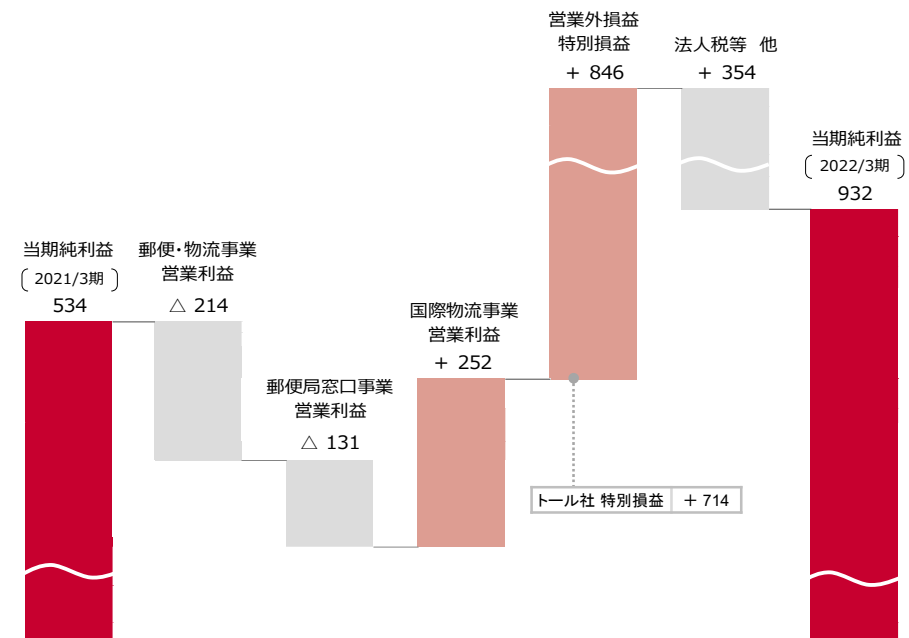 当期純利益
〔 2021/3期 〕
534
郵便・物流事業
営業利益
△ 214
郵便局窓口事業
営業利益
△ 131
国際物流事業
営業利益
+ 252
営業外損益
特別損益
+ 846
トール社 特別損益 + 714
法人税等 他
+ 354
当期純利益
〔 2022/3期 〕
932